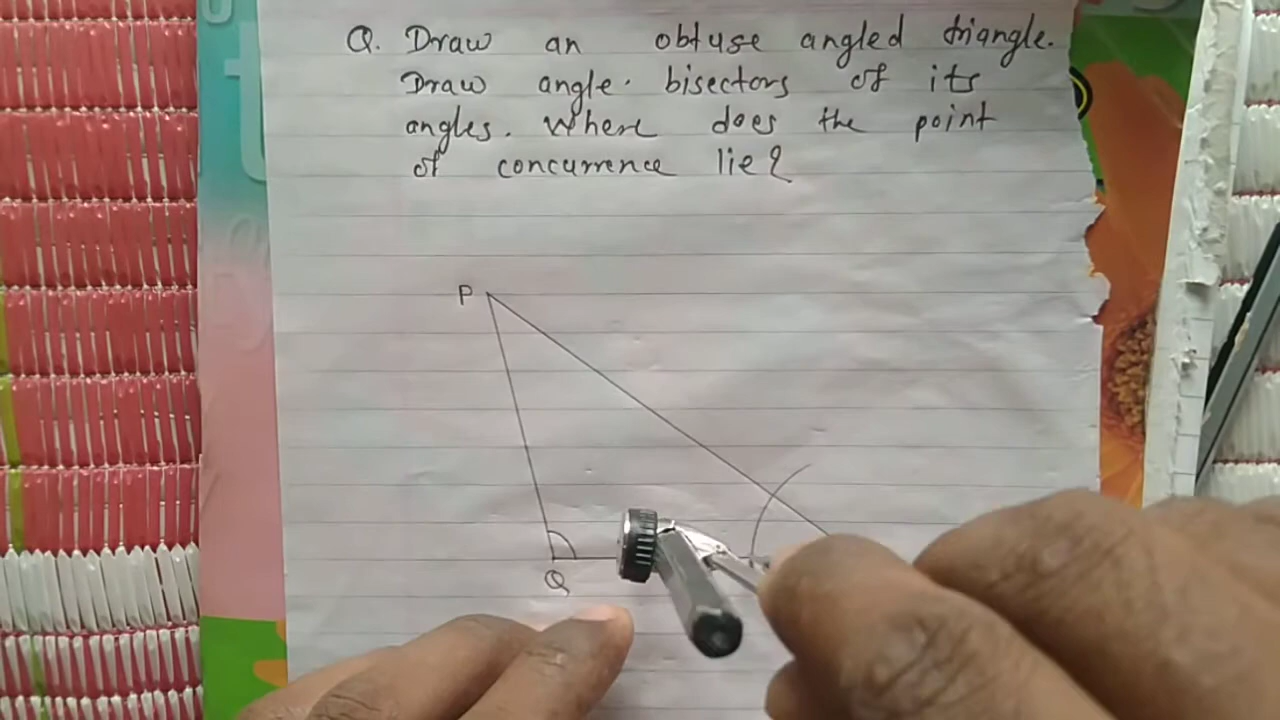 Q. Draw an obtuse angled triangle.
Draw angle bisectors of its
angles. Where does the point
of concurrence lie?
P
Q